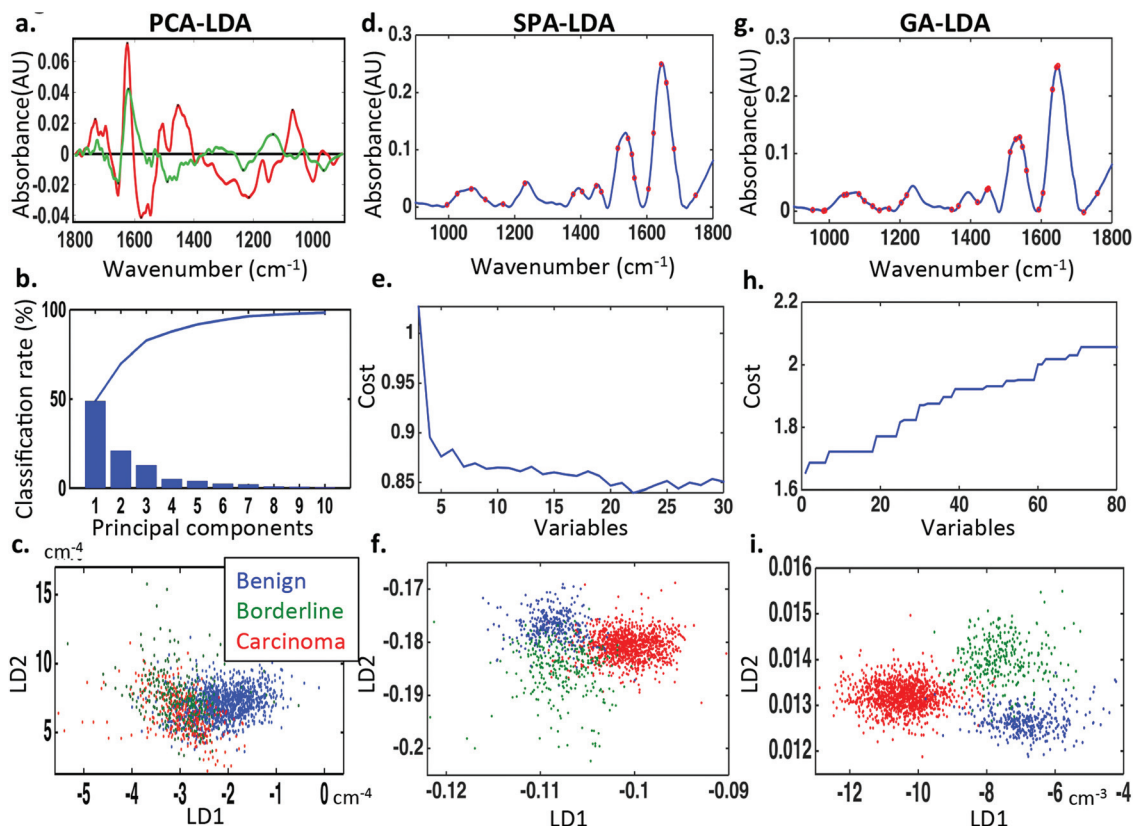 a. PCA-LDA
Absorbance(AU)
0.06
0.04
0.02
0
-0.02
0.04
1800 1600 1400 1200 1000
Wavenumber (cm⁻¹)
d. SPA-LDA
Absorbance(AU)
0.3
0.2
0.1
0
1000 1200 1400 1600 1800
Wavenumber (cm⁻¹)
g. GA-LDA
Absorbance(AU)
0.3
0.2
0.1
0
1000 1200 1400 1600 1800
Wavenumber (cm⁻¹)
b.
Classification rate (%)
100
50
0
1 2 3 4 5 6 7 8 9 10
Principal components
e.
Cost
1
0.95
0.9
0.85
5 10 15 20 25 30
Variables
h.
Cost
2.2
2
1.8
1.6
0 20 40 60 80
Variables
c. cm⁻⁴
LD2
15
10
5
Benign
Borderline
Carcinoma
-5 -4 -3 -2 -1 0 cm⁻⁴
LD1
f.
LD2
-0.17
-0.18
-0.19
-0.2
-0.12 -0.11 -0.1 -0.09
LD1
i.
LD2
0.016
0.015
0.014
0.013
0.012
-12 -10 -8 -6 cm⁻³ -4
LD1